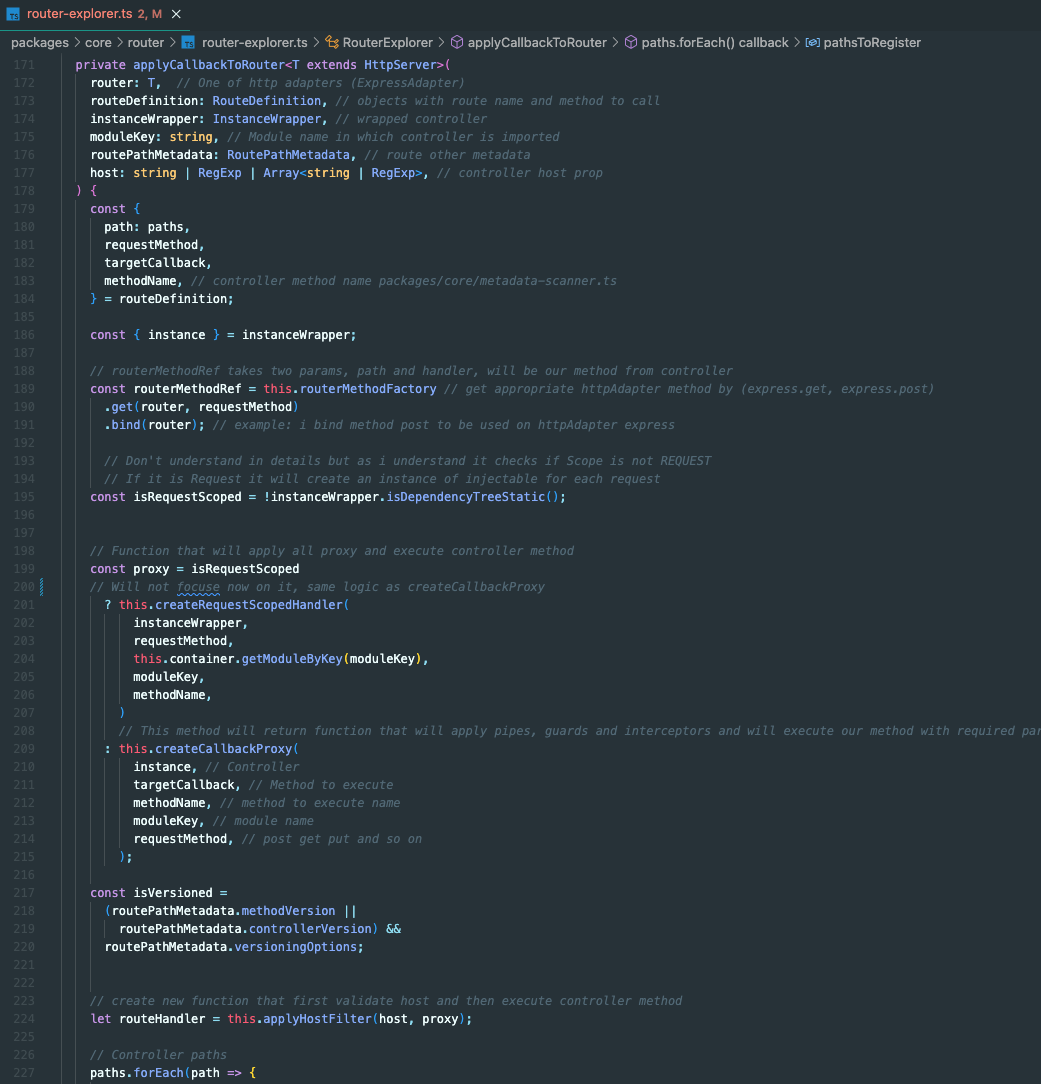 router-explorer.ts 2, M ×
packages > core > router > TS router-explorer.ts > RouterExplorer > applyCallbackToRouter > paths.forEach() callback > pathsToRegister
171 private applyCallbackToRouter<T extends HttpServer>(
172 router: T,  // One of http adapters (ExpressAdapter)
173 routeDefinition: RouteDefinition, // objects with route name and method to call
174 instanceWrapper: InstanceWrapper, // wrapped controller
175 moduleKey: string, // Module name in which controller is imported
176 routePathMetadata: RoutePathMetadata, // route other metadata
177 host: string | RegExp | Array<string | RegExp>, // controller host prop
178 ) {
179 const {
180 path: paths,
181 requestMethod,
182 targetCallback,
183 methodName, // controller method name packages/core/metadata-scanner.ts
184 } = routeDefinition;
185
186 const { instance } = instanceWrapper;
187
188 // routerMethodRef takes two params, path and handler, will be our method from controller
189 const routerMethodRef = this.routerMethodFactory // get appropriate httpAdapter method by (express.get, express.post)
190 .get(router, requestMethod)
191 .bind(router); // example: i bind method post to be used on httpAdapter express
192
193 // Don't understand in details but as i understand it checks if Scope is not REQUEST
194 // If it is Request it will create an instance of injectable for each request
195 const isRequestScoped = !instanceWrapper.isDependencyTreeStatic();
196
197
198 // Function that will apply all proxy and execute controller method
199 const proxy = isRequestScoped
200 // Will not focuse now on it, same logic as createCallbackProxy
201 ? this.createRequestScopedHandler(
202 instanceWrapper,
203 requestMethod,
204 this.container.getModuleByKey(moduleKey),
205 moduleKey,
206 methodName,
207 )
208 // This method will return function that will apply pipes, guards and interceptors and will execute our method with required par
209 : this.createCallbackProxy(
210 instance, // Controller
211 targetCallback, // Method to execute
212 methodName, // method to execute name
213 moduleKey, // module name
214 requestMethod, // post get put and so on
215 );
216
217 const isVersioned =
218 (routePathMetadata.methodVersion ||
219 routePathMetadata.controllerVersion) &&
220 routePathMetadata.versioningOptions;
221
222
223 // create new function that first validate host and then execute controller method
224 let routeHandler = this.applyHostFilter(host, proxy);
225
226 // Controller paths
227 paths.forEach(path => {